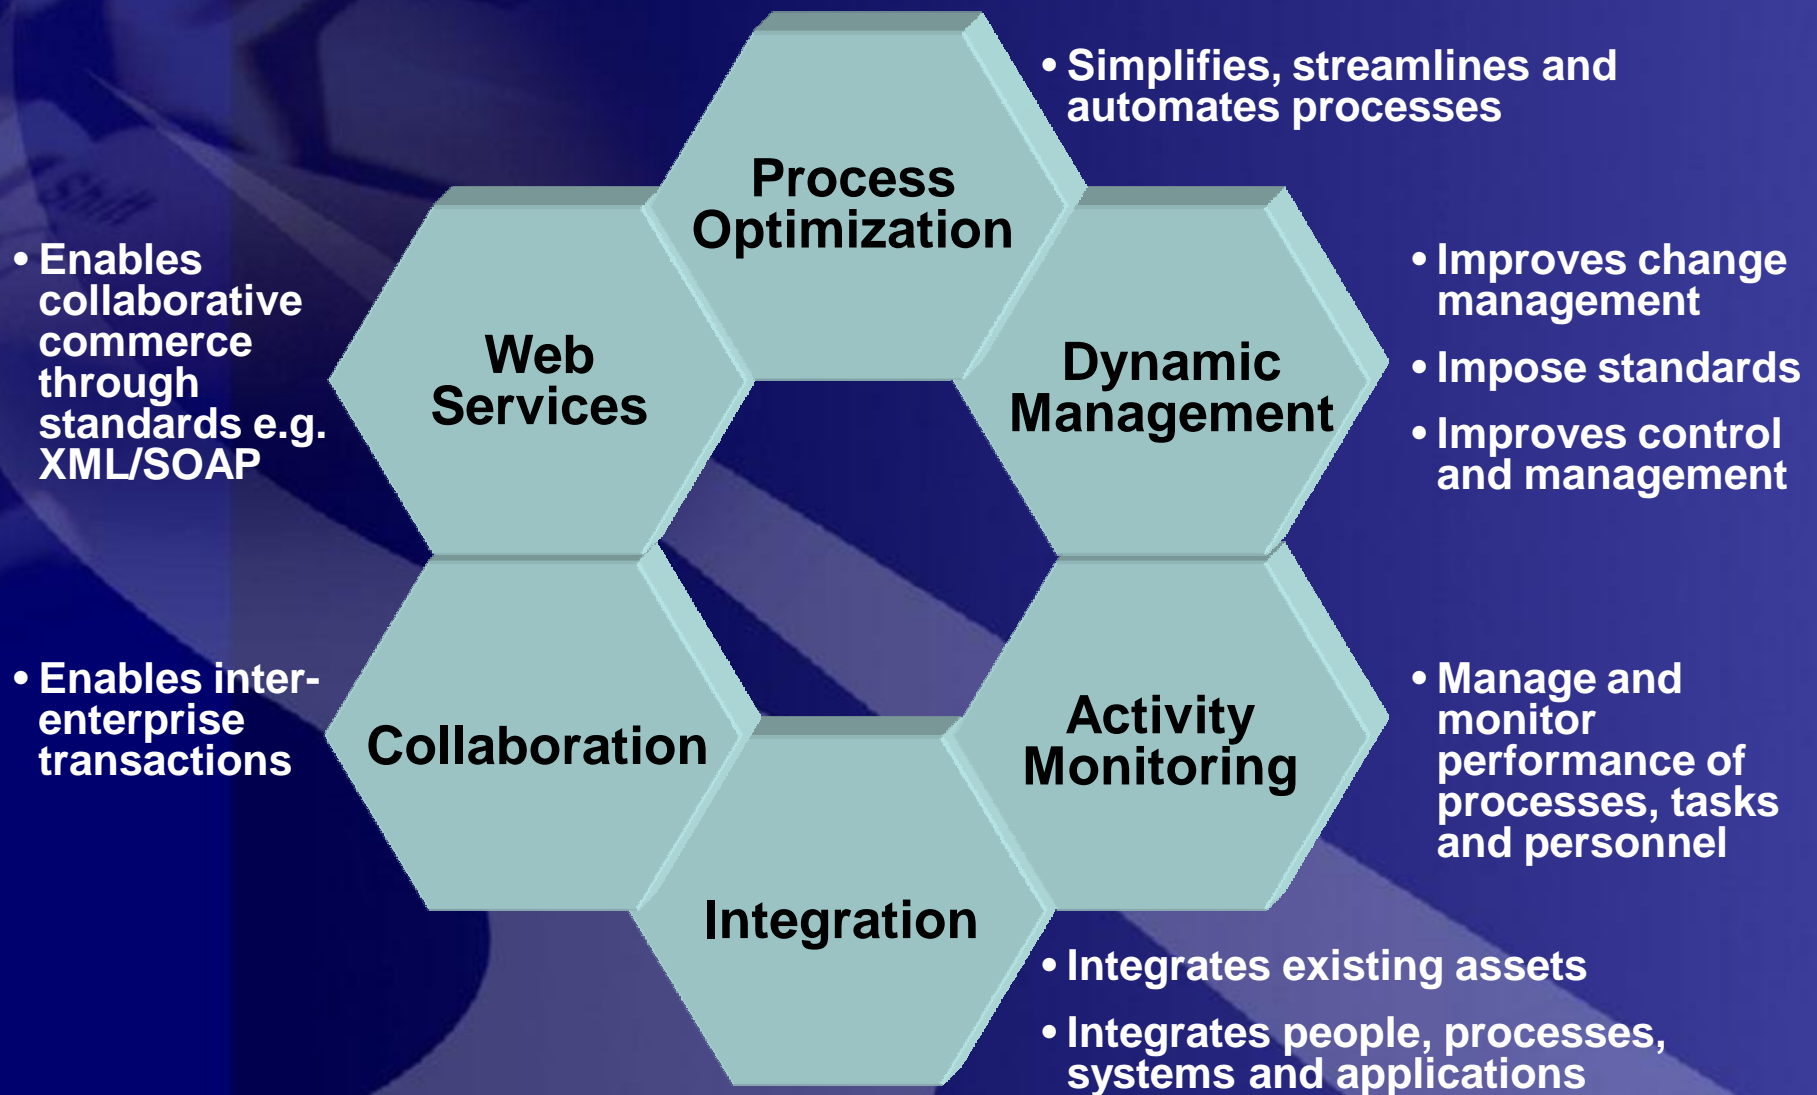 • Simplifies, streamlines and
automates processes
Process
Optimization
• Enables
collaborative
commerce
through
standards e.g.
XML/SOAP
Web
Services
Dynamic
Management
• Improves change
management
• Impose standards
• Improves control
and management
• Enables inter-
enterprise
transactions
Collaboration
Activity
Monitoring
• Manage and
monitor
performance of
processes, tasks
and personnel
Integration
• Integrates existing assets
• Integrates people, processes,
systems and applications
Shift